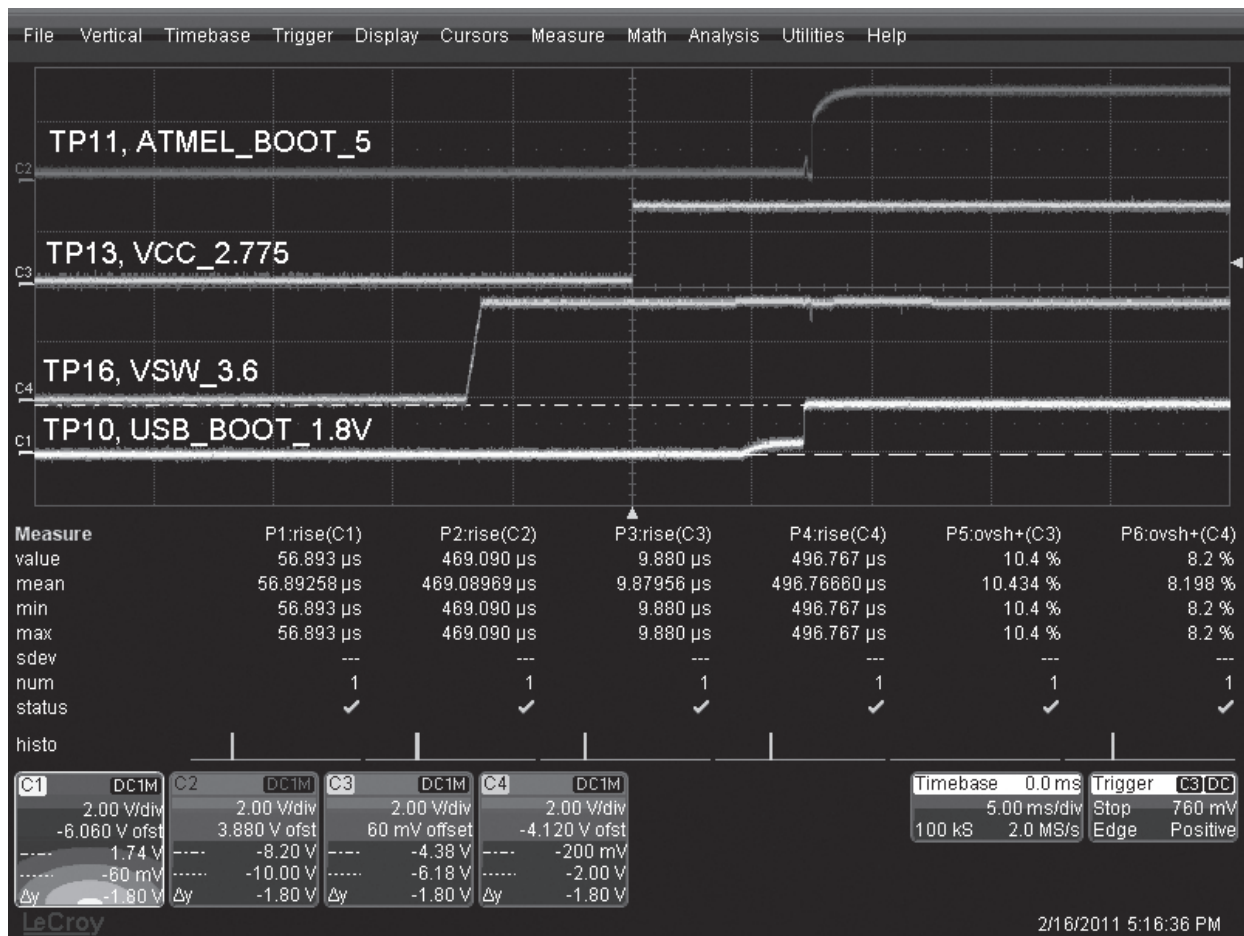 File Vertical Timebase Trigger Display Cursors Measure Math Analysis Utilities Help
TP11, ATMEL_BOOT_5
C2
TP13, VCC_2.775
C3
TP16, VSW_3.6
C4
TP10, USB_BOOT_1.8V
C1
Measure P1:rise(C1) P2:rise(C2) P3:rise(C3) P4:rise(C4) P5:ovsh+(C3) P6:ovsh+(C4)
value 56.893 µs 469.090 µs 9.880 µs 496.767 µs 10.4 % 8.2 %
mean 56.89258 µs 469.08969 µs 9.87956 µs 496.76660 µs 10.434 % 8.198 %
min 56.893 µs 469.090 µs 9.880 µs 496.767 µs 10.4 % 8.2 %
max 56.893 µs 469.090 µs 9.880 µs 496.767 µs 10.4 % 8.2 %
sdev --- --- --- --- --- ---
num 1 1 1 1 1 1
status ✓ ✓ ✓ ✓ ✓ ✓
histo
C1 DC1M C2 DC1M C3 DC1M C4 DC1M Timebase 0.0 ms Trigger C3 DC
2.00 V/div 2.00 V/div 2.00 V/div 2.00 V/div 5.00 ms/div Stop 760 mV
-6.060 V ofst 3.880 V ofst 60 mV offset -4.120 V ofst 100 kS 2.0 MS/s Edge Positive
1.74 V -8.20 V -4.38 V -200 mV
-60 mV -10.00 V -6.18 V -2.00 V
Δy -1.80 V Δy -1.80 V Δy -1.80 V Δy -1.80 V
LeCroy
2/16/2011 5:16:36 PM